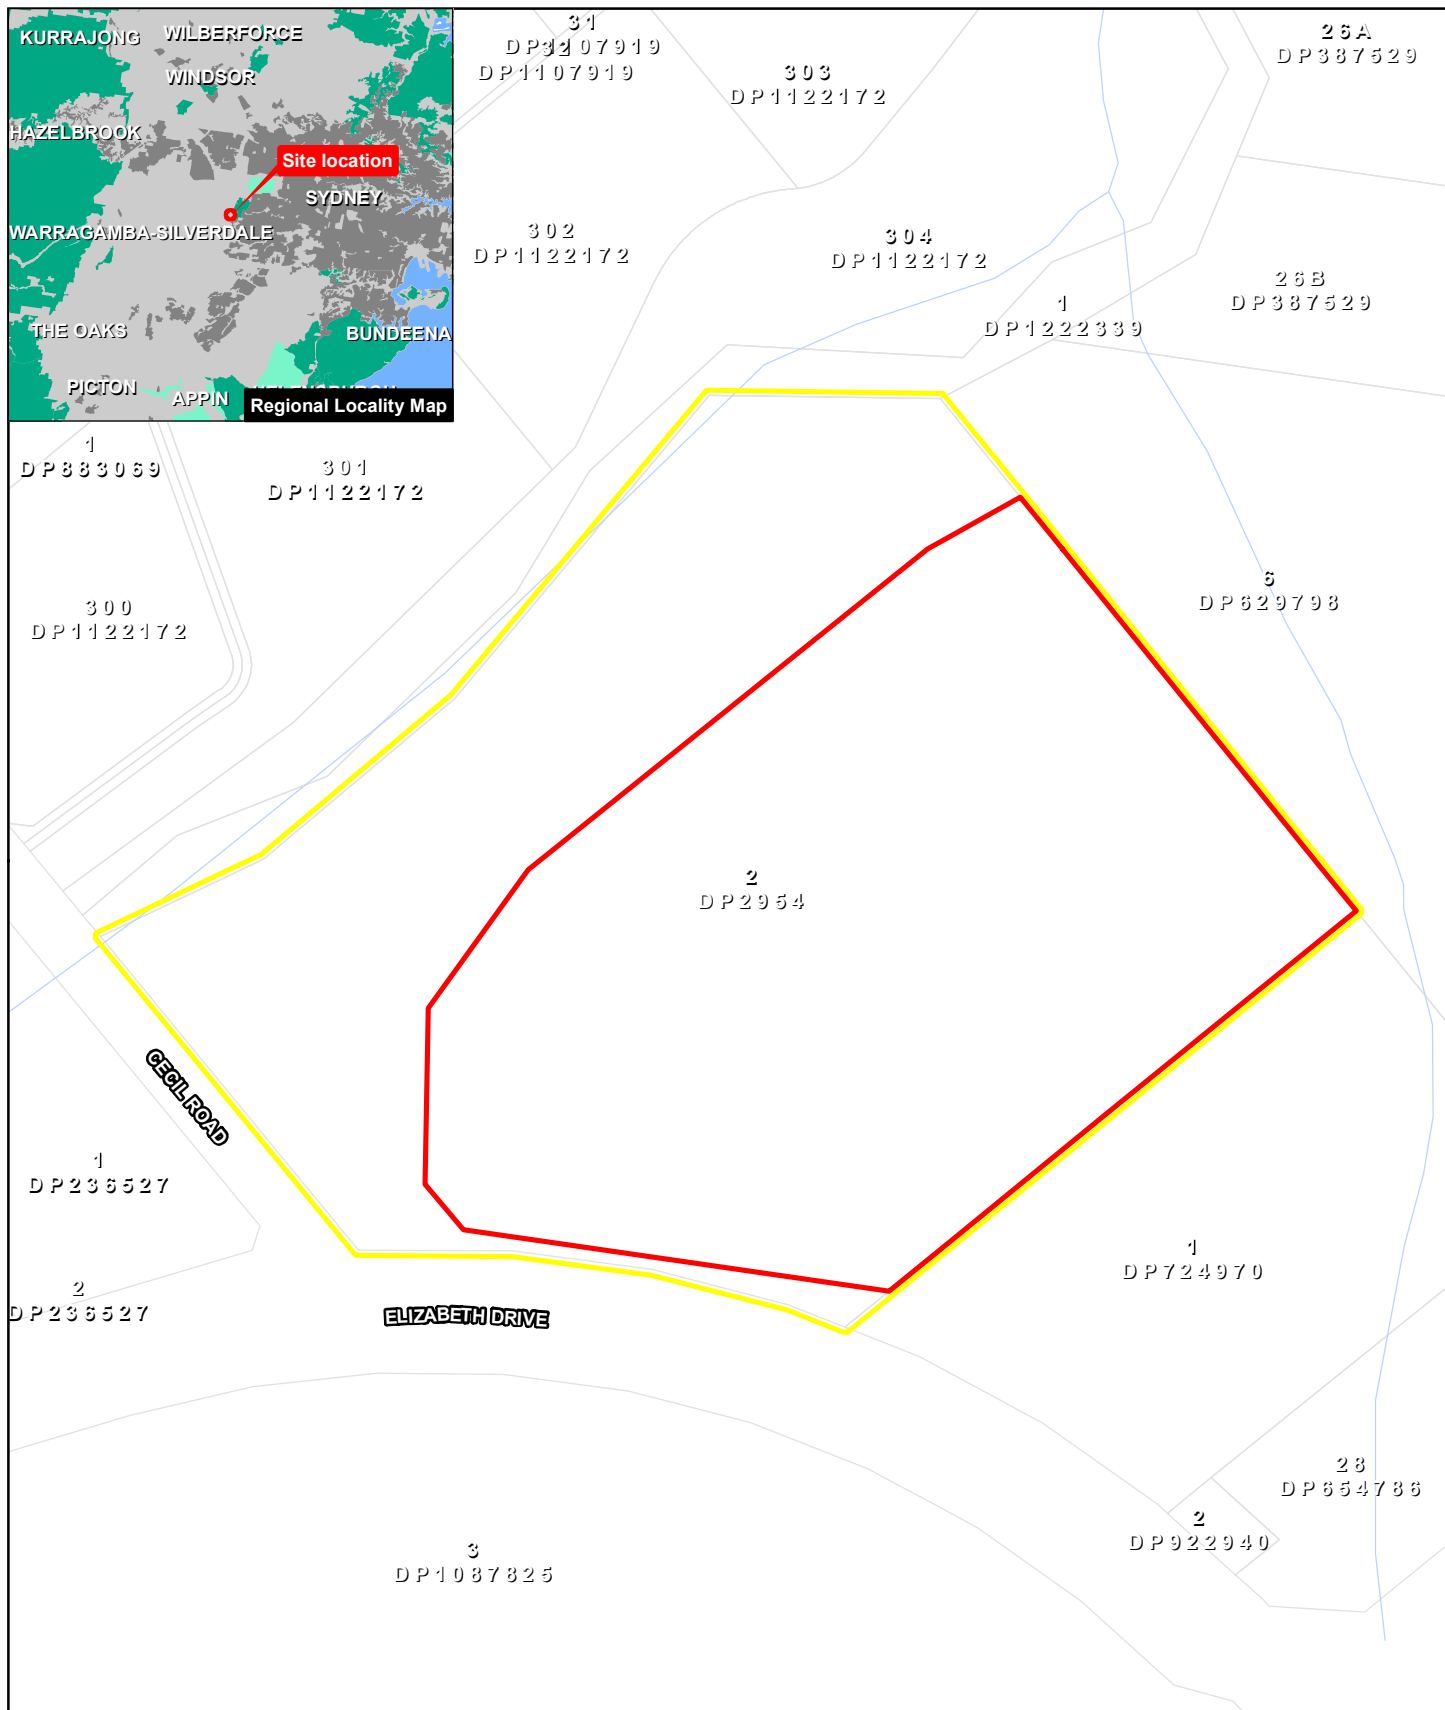 KURRAJONG
WILBERFORCE
WINDSOR
HAZELBROOK
Site location
SYDNEY
WARRAGAMBA-SILVERDALE
THE OAKS
BUNDEENA
PICTON
APPIN
Regional Locality Map
31
DP1107919
32
DP1107919
303
DP1122172
26A
DP387529
302
DP1122172
304
DP1122172
26B
DP387529
1
DP1222339
1
DP883069
301
DP1122172
300
DP1122172
6
DP629798
2
DP2954
CECIL ROAD
1
DP236527
2
DP236527
ELIZABETH DRIVE
1
DP724970
28
DP654786
2
DP922940
3
DP1087825